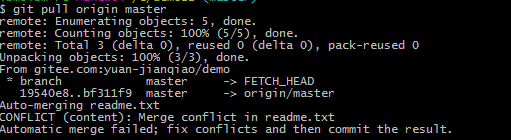 $ git pull origin master
remote: Enumerating objects: 5, done.
remote: Counting objects: 100% (5/5), done.
remote: Total 3 (delta 0), reused 0 (delta 0), pack-reused 0
Unpacking objects: 100% (3/3), done.
From gitee.com:yuan-jianqiao/demo
 * branch            master     -> FETCH_HEAD
   19540e8..bf311f9  master     -> origin/master
Auto-merging readme.txt
CONFLICT (content): Merge conflict in readme.txt
Automatic merge failed; fix conflicts and then commit the result.